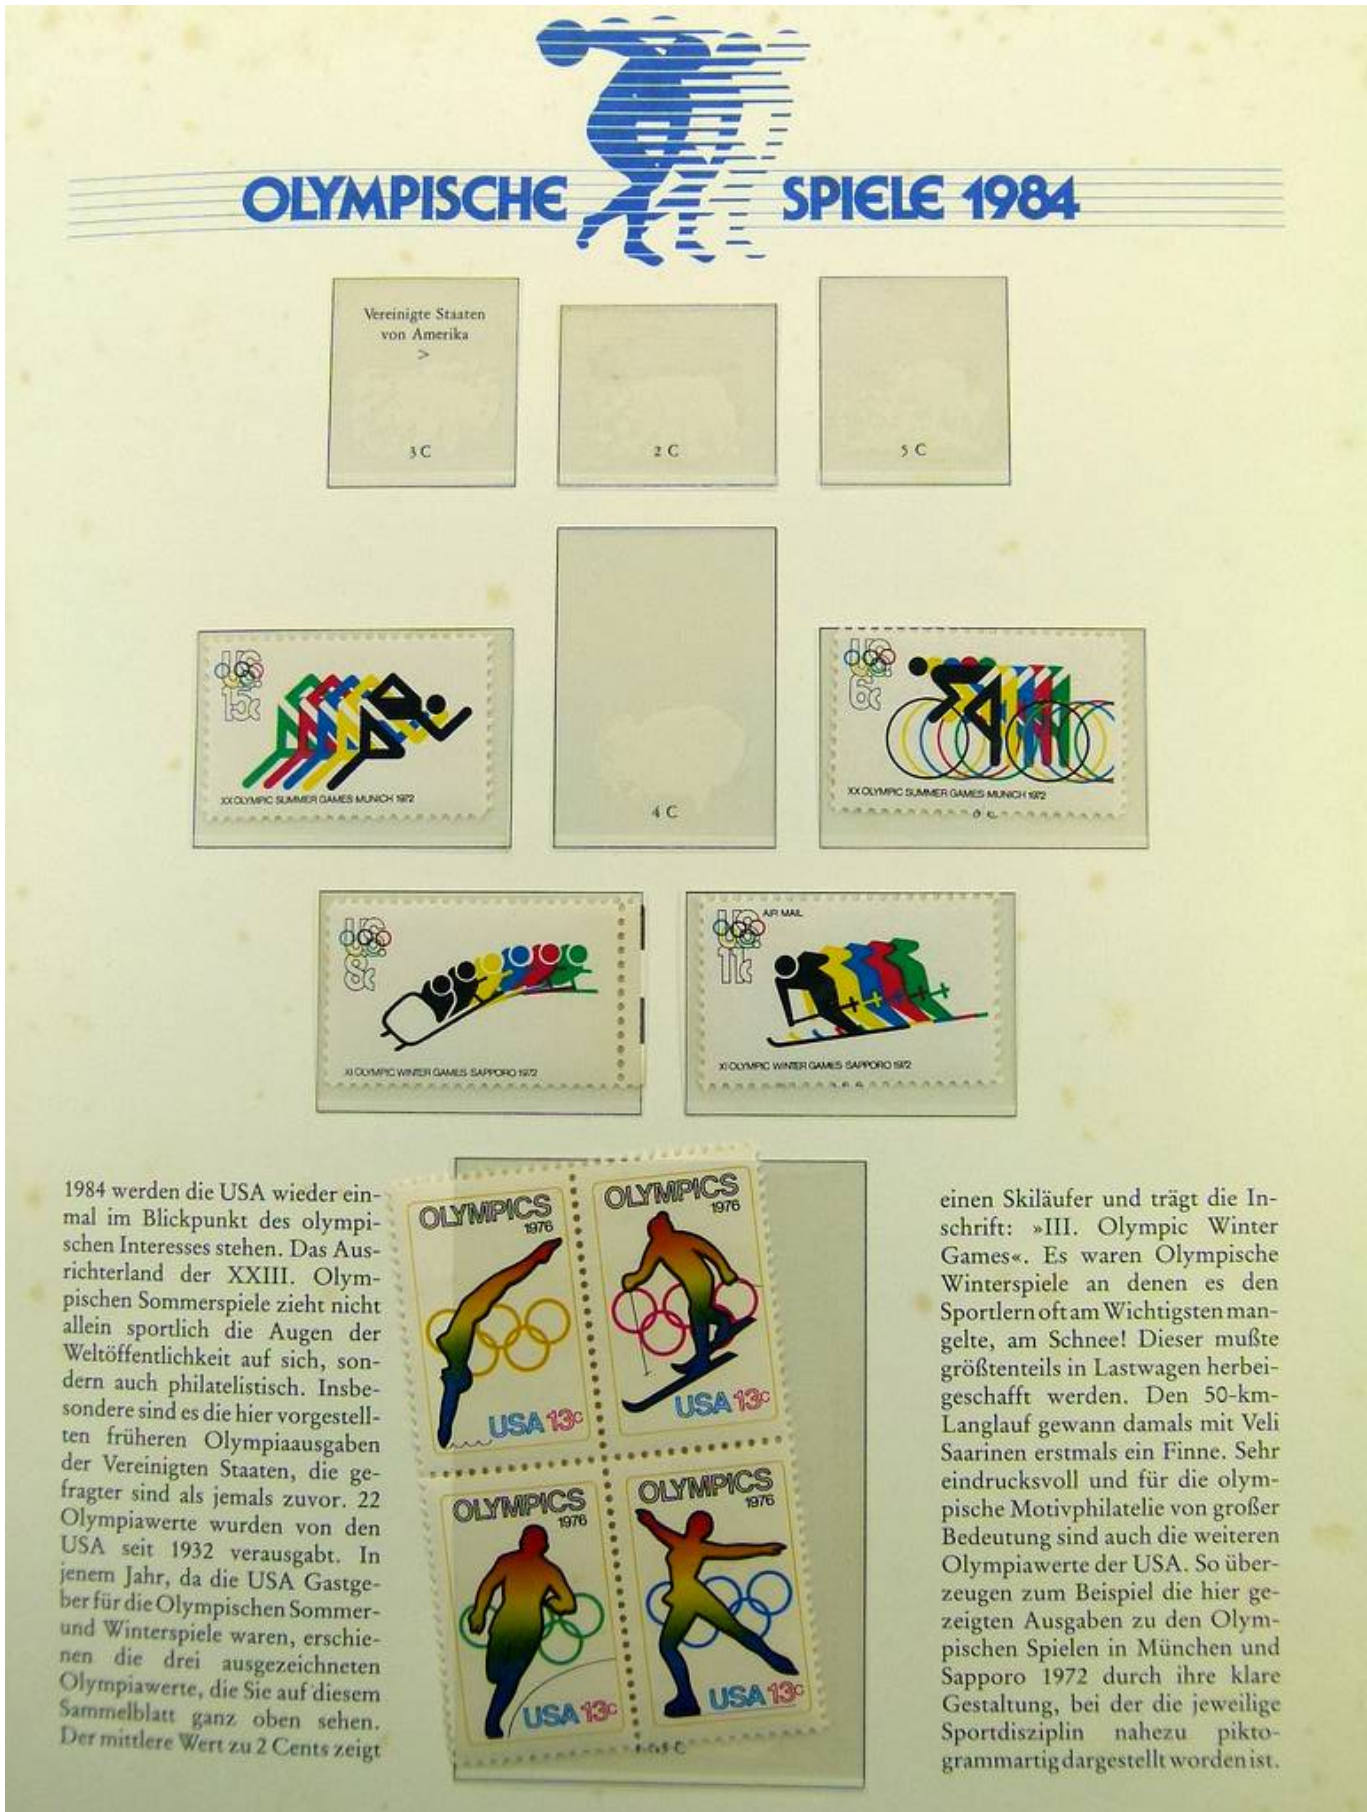 OLYMPISCHE SPIELE 1984
Vereinigte Staaten
von Amerika
>
3 C
2 C
5 C
U.S.
15c
XX OLYMPIC SUMMER GAMES MUNICH 1972
4 C
U.S.
6c
XX OLYMPIC SUMMER GAMES MUNICH 1972
U.S.
8c
XI OLYMPIC WINTER GAMES SAPPORO 1972
U.S.
AIR MAIL
11c
XI OLYMPIC WINTER GAMES SAPPORO 1972
1984 werden die USA wieder ein-
mal im Blickpunkt des olympi-
schen Interesses stehen. Das Aus-
richterland der XXIII. Olym-
pischen Sommerspiele zieht nicht
allein sportlich die Augen der
Weltöffentlichkeit auf sich, son-
dern auch philatelistisch. Insbe-
sondere sind es die hier vorgestell-
ten früheren Olympiaausgaben
der Vereinigten Staaten, die ge-
fragter sind als jemals zuvor. 22
Olympiawerte wurden von den
USA seit 1932 verausgabt. In
jenem Jahr, da die USA Gastge-
ber für die Olympischen Sommer-
und Winterspiele waren, erschie-
nen die drei ausgezeichneten
Olympiawerte, die Sie auf diesem
Sammelblatt ganz oben sehen.
Der mittlere Wert zu 2 Cents zeigt
OLYMPICS
1976
USA 13c
OLYMPICS
1976
USA 13c
OLYMPICS
1976
USA 13c
OLYMPICS
1976
USA 13c
einen Skiläufer und trägt die In-
schrift: »III. Olympic Winter
Games«. Es waren Olympische
Winterspiele an denen es den
Sportlern oft am Wichtigsten man-
gelte, am Schnee! Dieser mußte
größtenteils in Lastwagen herbei-
geschafft werden. Den 50-km-
Langlauf gewann damals mit Veli
Saarinen erstmals ein Finne. Sehr
eindrucksvoll und für die olym-
pische Motivphilatelie von großer
Bedeutung sind auch die weiteren
Olympiawerte der USA. So über-
zeugen zum Beispiel die hier ge-
zeigten Ausgaben zu den Olym-
pischen Spielen in München und
Sapporo 1972 durch ihre klare
Gestaltung, bei der die jeweilige
Sportdisziplin nahezu pikto-
grammartig dargestellt worden ist.